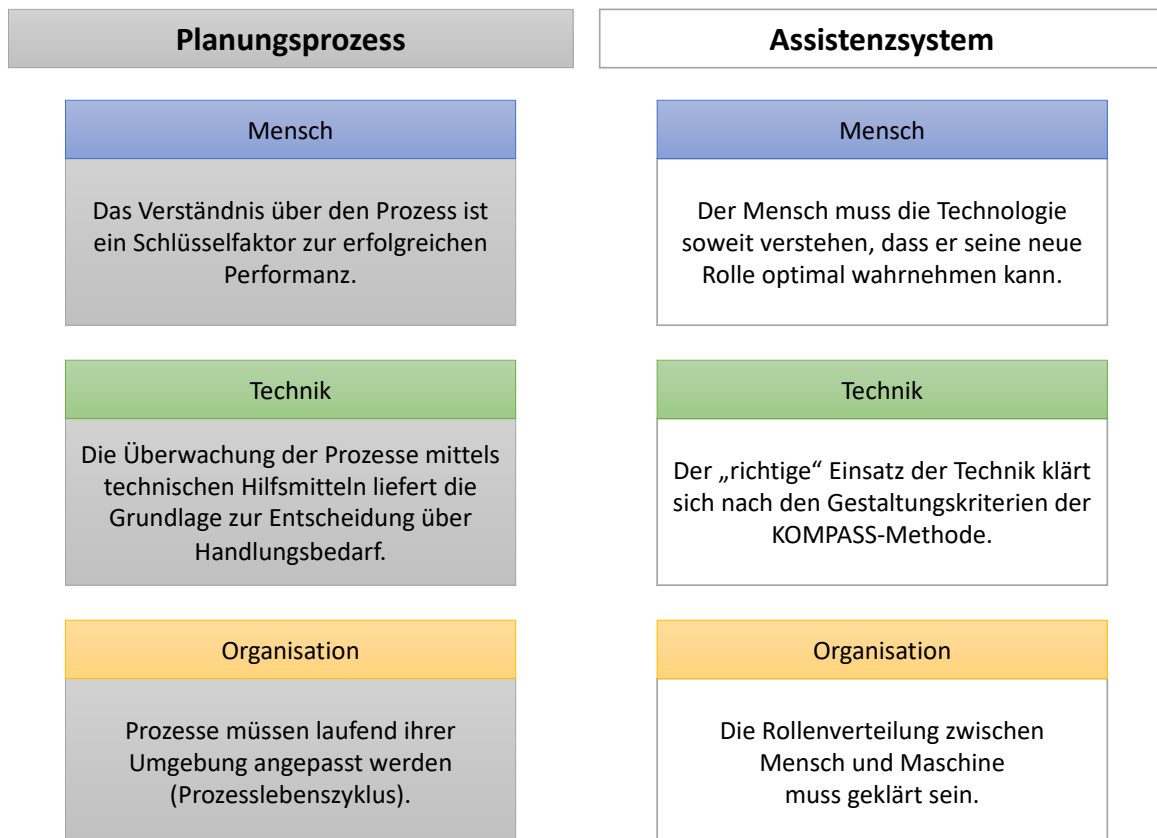 Planungsprozess
Mensch
Das Verständnis über den Prozess ist
ein Schlüsselfaktor zur erfolgreichen
Performanz.
Technik
Die Überwachung der Prozesse mittels
technischen Hilfsmitteln liefert die
Grundlage zur Entscheidung über
Handlungsbedarf.
Organisation
Prozesse müssen laufend ihrer
Umgebung angepasst werden
(Prozesslebenszyklus).
Assistenzsystem
Mensch
Der Mensch muss die Technologie
soweit verstehen, dass er seine neue
Rolle optimal wahrnehmen kann.
Technik
Der „richtige“ Einsatz der Technik klärt
sich nach den Gestaltungskriterien der
KOMPASS-Methode.
Organisation
Die Rollenverteilung zwischen
Mensch und Maschine
muss geklärt sein.